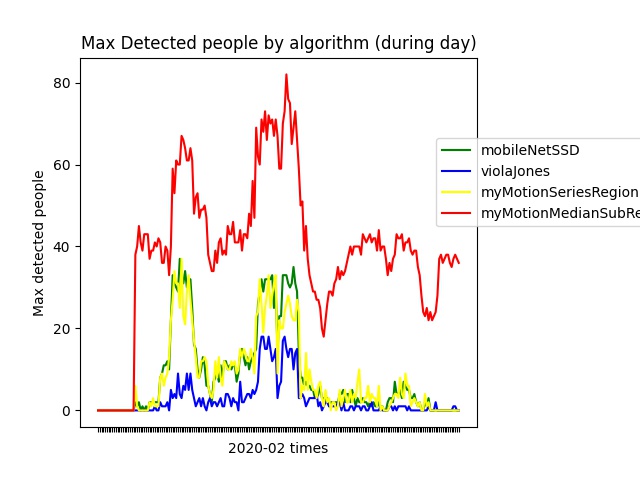 Max Detected people by algorithm (during day)
80
60
40
20
0
Max detected people
2020-02 times
mobileNetSSD
violaJones
myMotionSeriesRegion
myMotionMedianSubRe